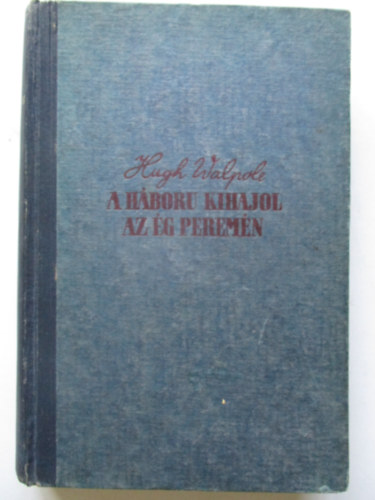 Hugh Walpole
A HÁBORU KIHAJOL
AZ ÉG PEREMÉN